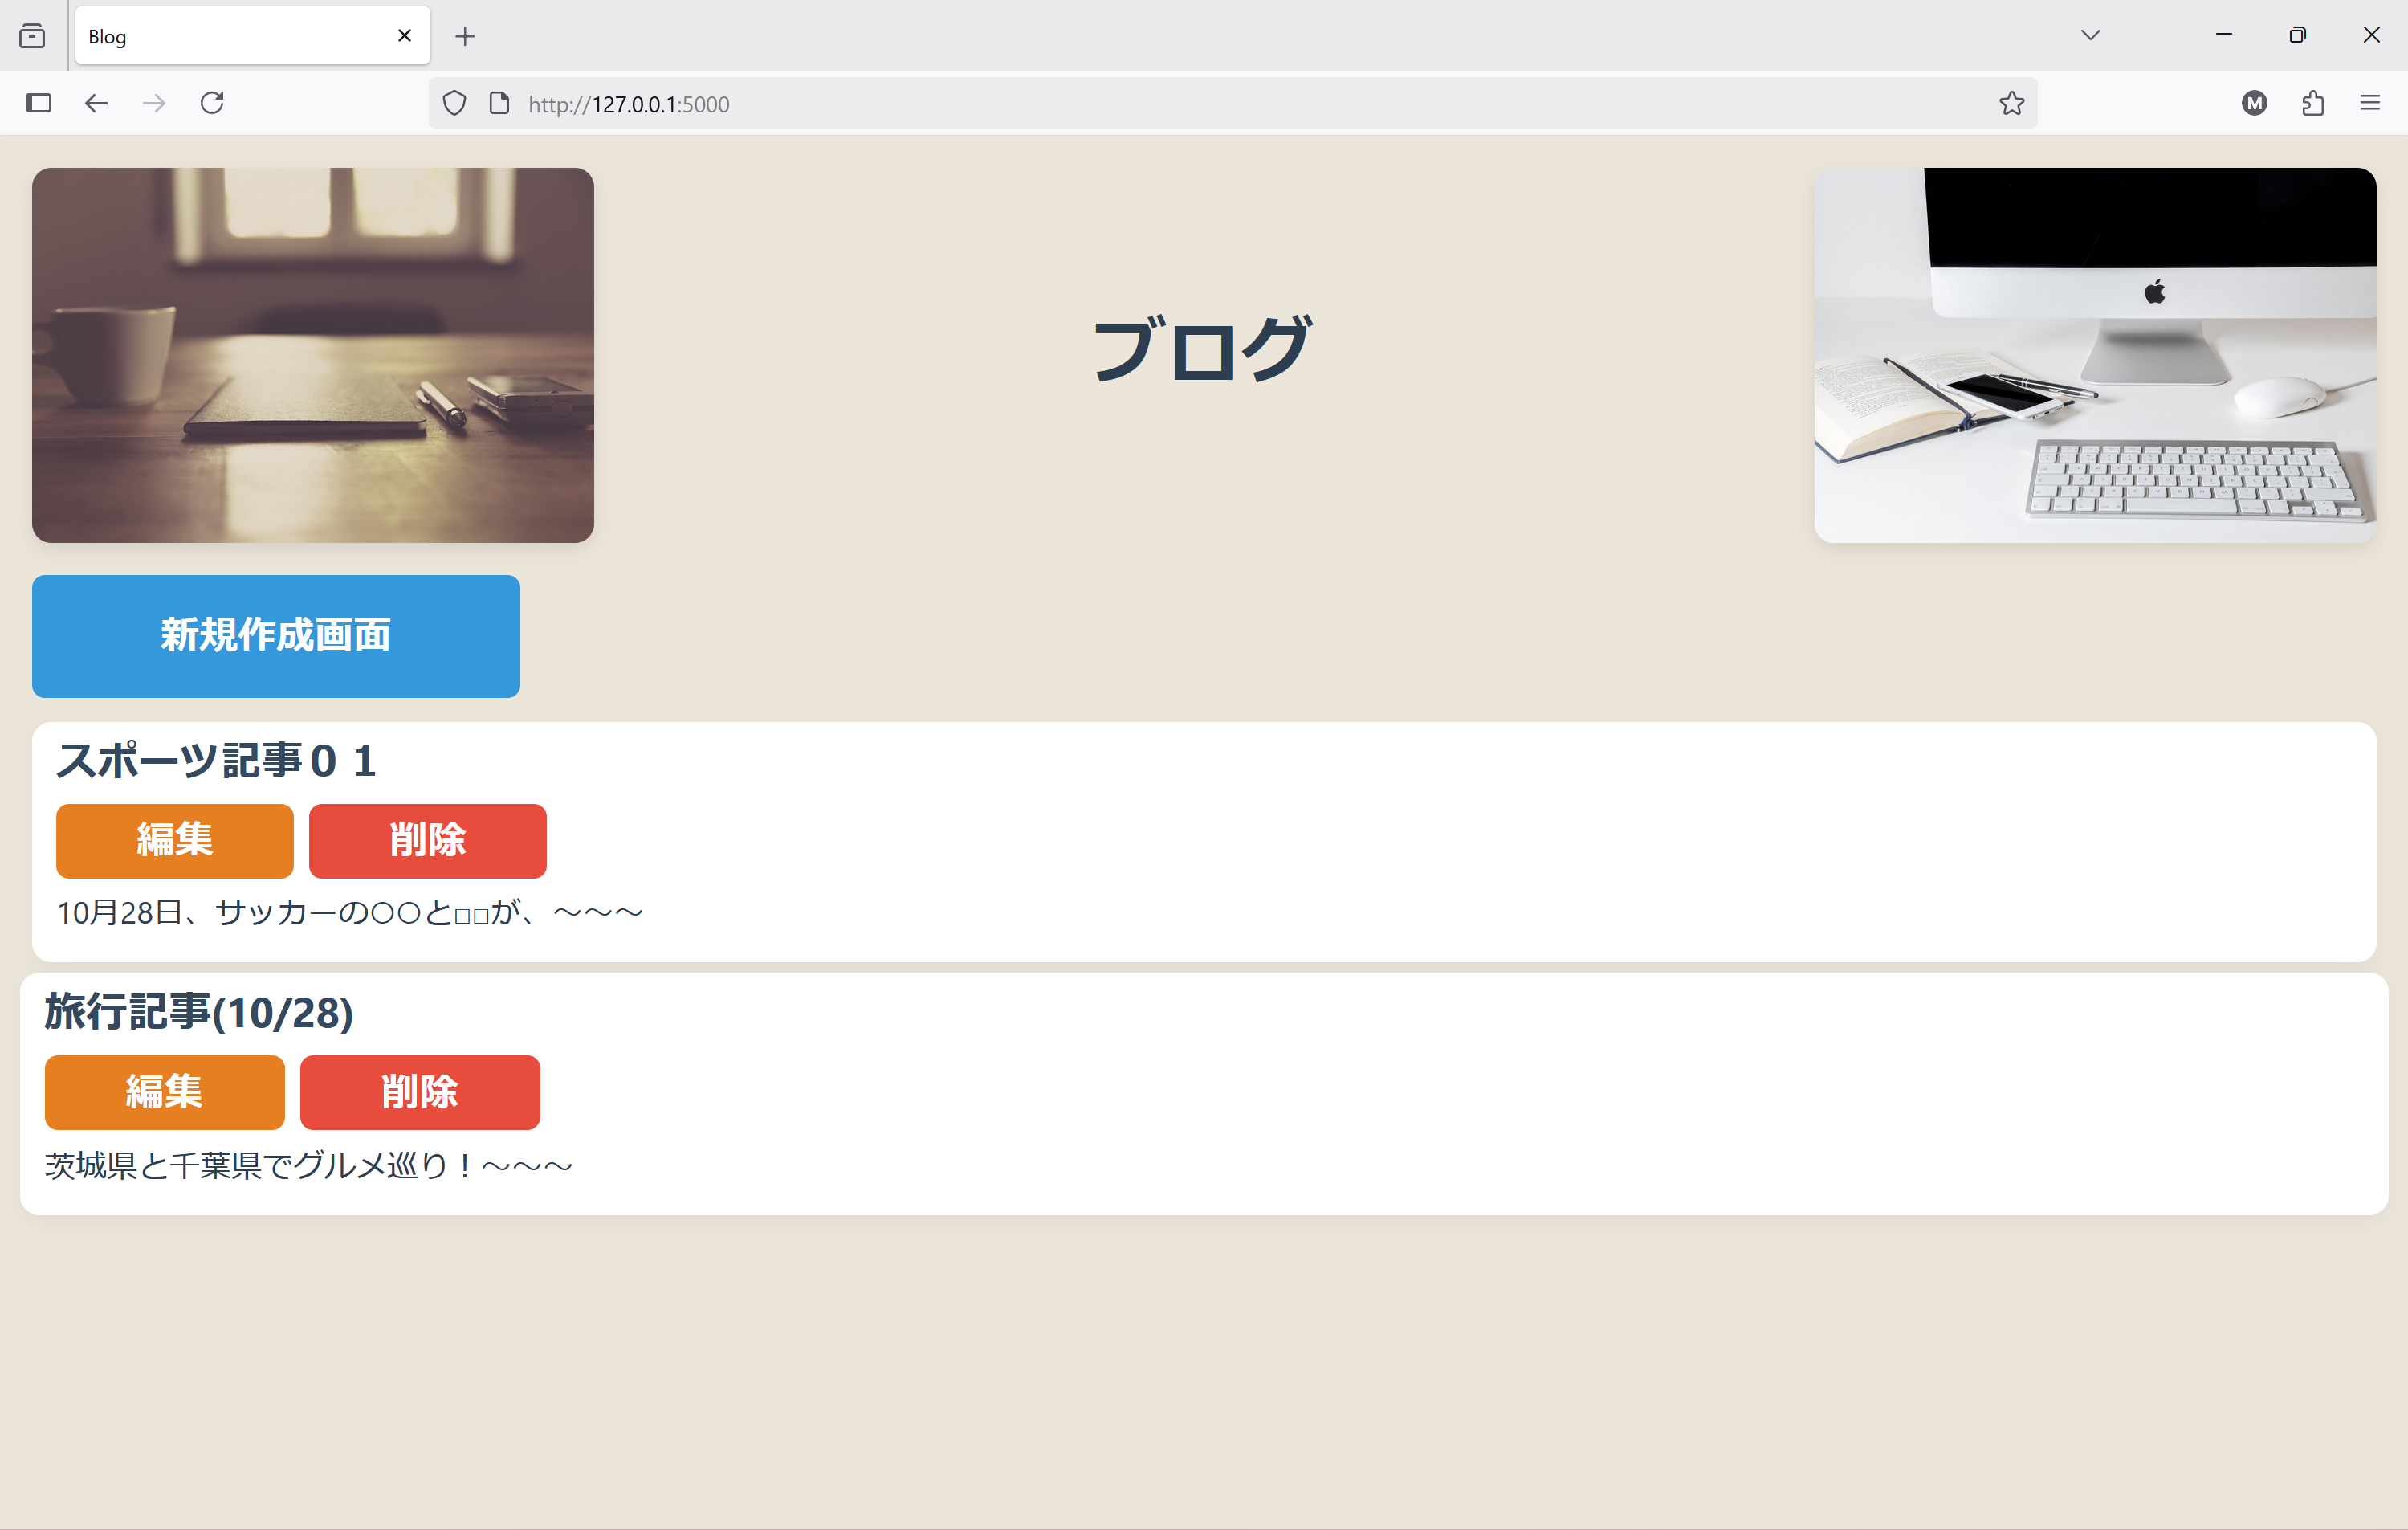 Blog
http://127.0.0.1:5000
M
ブログ
新規作成画面
スポーツ記事０１
編集 削除
10月28日、サッカーの〇〇と□□が、～～～
旅行記事(10/28)
編集 削除
茨城県と千葉県でグルメ巡り！～～～